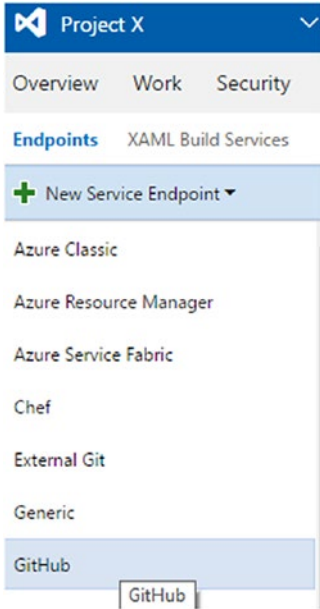 Project X
Overview Work Security
Endpoints XAML Build Services
New Service Endpoint
Azure Classic
Azure Resource Manager
Azure Service Fabric
Chef
External Git
Generic
GitHub
GitHub